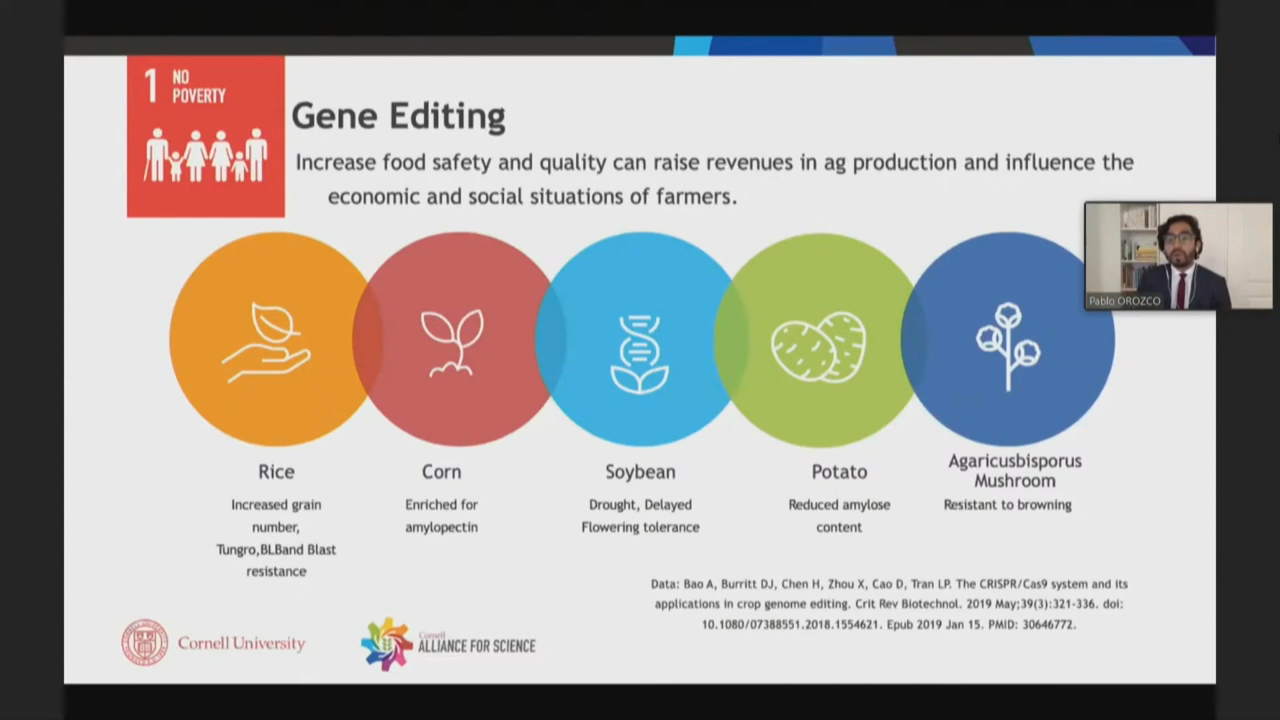 1 NO
POVERTY
Gene Editing
Increase food safety and quality can raise revenues in ag production and influence the
economic and social situations of farmers.
Pablo OROZCO
Rice
Increased grain
number,
Tungro,BLBand Blast
resistance
Corn
Enriched for
amylopectin
Soybean
Drought, Delayed
Flowering tolerance
Potato
Reduced amylose
content
Agaricusbisporus
Mushroom
Resistant to browning
Data: Bao A, Burritt DJ, Chen H, Zhou X, Cao D, Tran LP. The CRISPR/Cas9 system and its
applications in crop genome editing. Crit Rev Biotechnol. 2019 May;39(3):321-336. doi:
10.1080/07388551.2018.1554621. Epub 2019 Jan 15. PMID: 30646772.
Cornell University
Cornell
ALLIANCE FOR SCIENCE